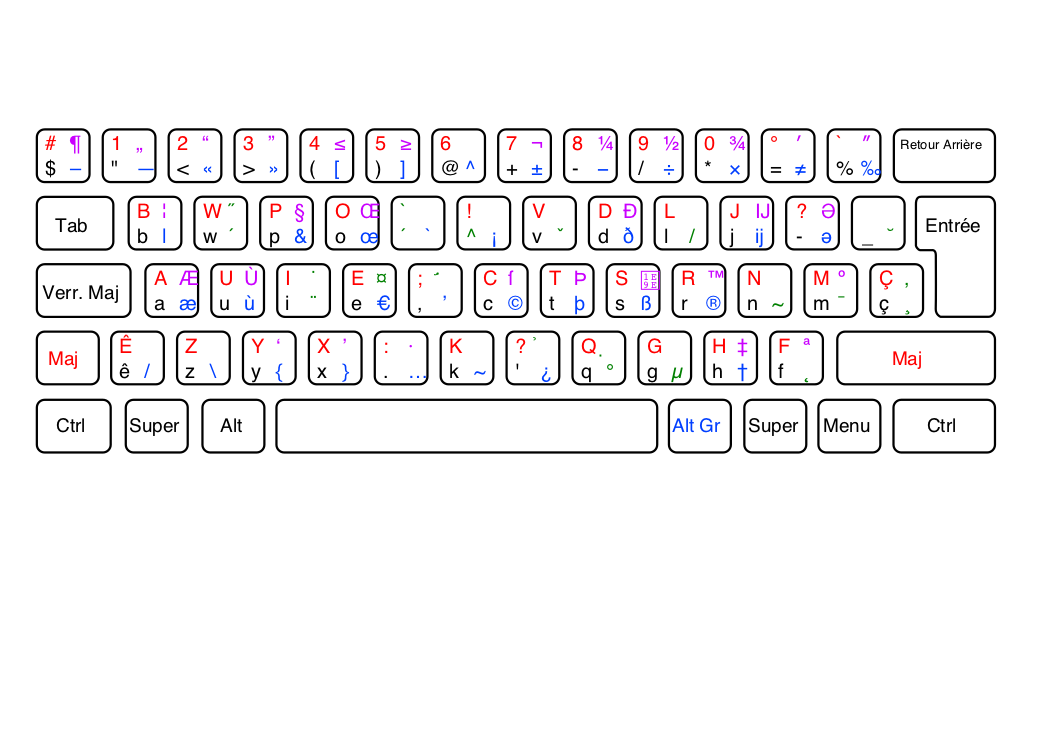 # ¶ 1 „ 2 “ 3 ” 4 ≤ 5 ≥ 6 7 ¬ 8 ¼ 9 ½ 0 ¾ ° ′ ` ″ Retour Arrière
$ – " — < « > » ( [ ) ] @ ^ + ± - − / ÷ * × = ≠ % ‰
B ¦ W ˝ P § O Œ ` ! V D Ð L J IJ ? Ə
Tab b | w ´ p & o œ ´ ` ^ ¡ v ˇ d ð l / j ij - ə _ ˘ Entrée
A Æ U Ù I ˙ E ¤ ; C ſ T Þ S ẞ R ™ N M º Ç ,
Verr. Maj a æ u ù i ¨ e € , ’ c © t þ s ß r ® n ~ m ¯ ç ¸
Maj Ê Z Y ‘ X ’ : · K ? Q . G H ‡ F ª Maj
ê / z \ y { x } . … k ~ ' ¿ q ° g µ h † f ˛
Ctrl Super Alt Alt Gr Super Menu Ctrl